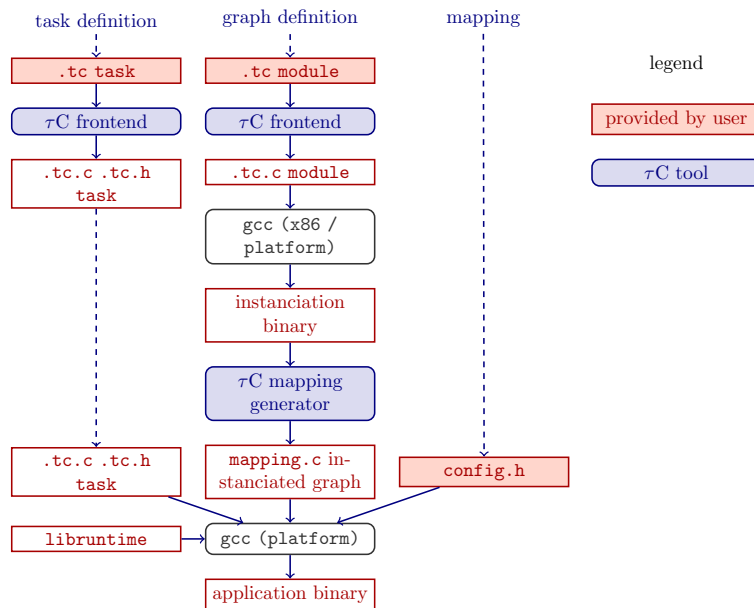 task definition
graph definition
mapping
.tc task
.tc module
legend
provided by user
τC frontend
τC frontend
τC tool
.tc.c .tc.h
task
.tc.c module
gcc (x86 /
platform)
instanciation
binary
τC mapping
generator
.tc.c .tc.h
task
mapping.c in-
stanciated graph
config.h
libruntime
gcc (platform)
application binary